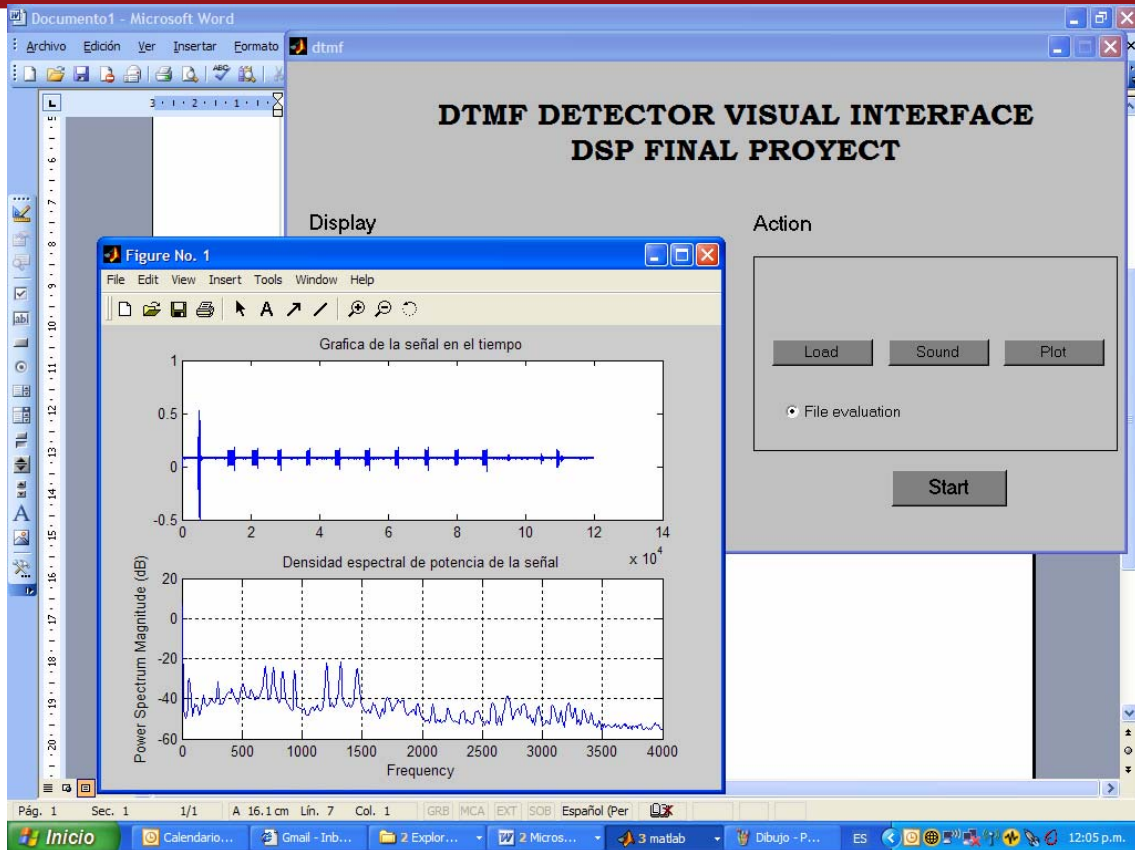 Documento1 - Microsoft Word
Archivo Edición Ver Insertar Formato
dtmf
DTMF DETECTOR VISUAL INTERFACE
DSP FINAL PROYECT
Display
Action
Load Sound Plot
File evaluation
Start
Figure No. 1
File Edit View Insert Tools Window Help
Grafica de la señal en el tiempo
1
0.5
0
-0.5
0 2 4 6 8 10 12 14
x 10^4
Densidad espectral de potencia de la señal
Power Spectrum Magnitude (dB)
20
0
-20
-40
-60
0 500 1000 1500 2000 2500 3000 3500 4000
Frequency
Pág. 1 Sec. 1 1/1 A 16.1 cm Lín. 7 Col. 1 GRB MCA EXT SOB Español (Per
Inicio Calendario... Gmail - Inb... 2 Explor... 2 Micros... 3 matlab Dibujo - P... ES 12:05 p.m.